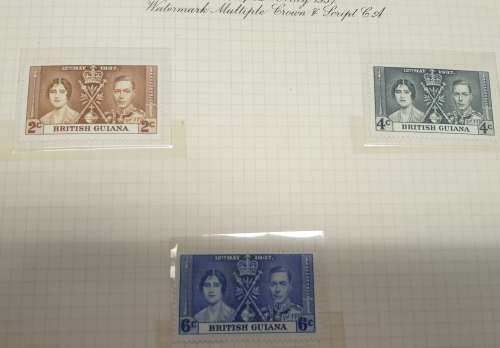 Watermark Multiple Crown & Script C A
12TH MAY 1937.
2c 2c
BRITISH GUIANA
12TH MAY 1937.
4c 4c
BRITISH GUIANA
12TH MAY 1937.
6c 6c
BRITISH GUIANA